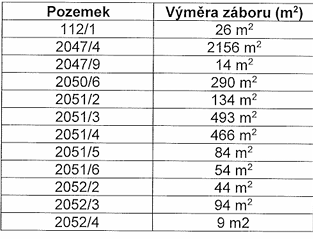 Pozemek Výměra záboru (m²)
112/1 26 m²
2047/4 2156 m²
2047/9 14 m²
2050/6 290 m²
2051/2 134 m²
2051/3 493 m²
2051/4 466 m²
2051/5 84 m²
2051/6 54 m²
2052/2 44 m²
2052/3 94 m²
2052/4 9 m2